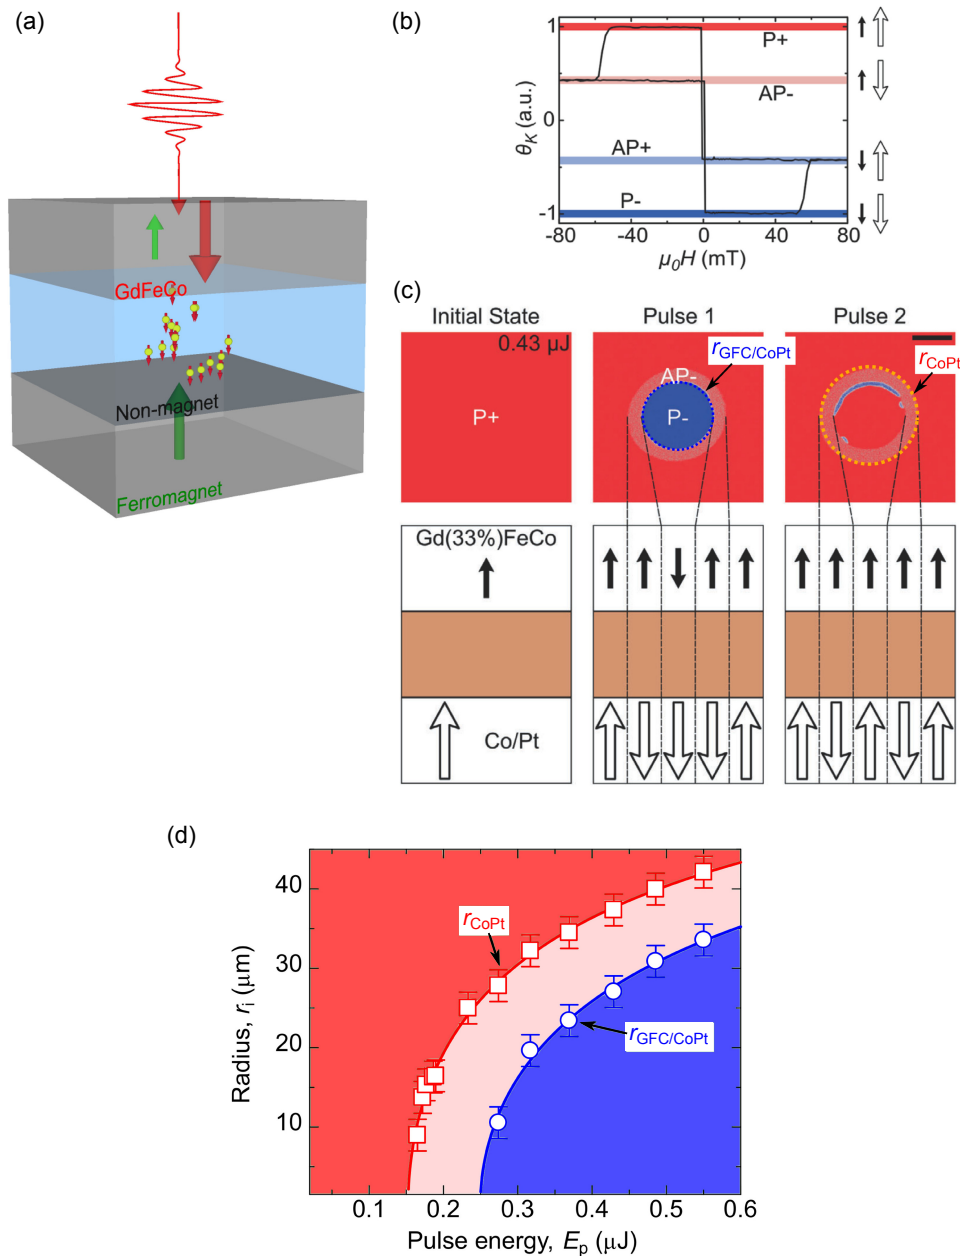 (a)
GdFeCo
Non-magnet
Ferromagnet
(b)
θK (a.u.)
1
0
-1
P+
AP-
AP+
P-
-80 -40 0 40 80
μ0H (mT)
(c)
Initial State
Pulse 1
Pulse 2
0.43 μJ
P+
AP-
P-
rGFC/CoPt
rCoPt
Gd(33%)FeCo
Co/Pt
(d)
Radius, ri (μm)
40
30
20
10
rCoPt
rGFC/CoPt
0.1 0.2 0.3 0.4 0.5 0.6
Pulse energy, Ep (μJ)